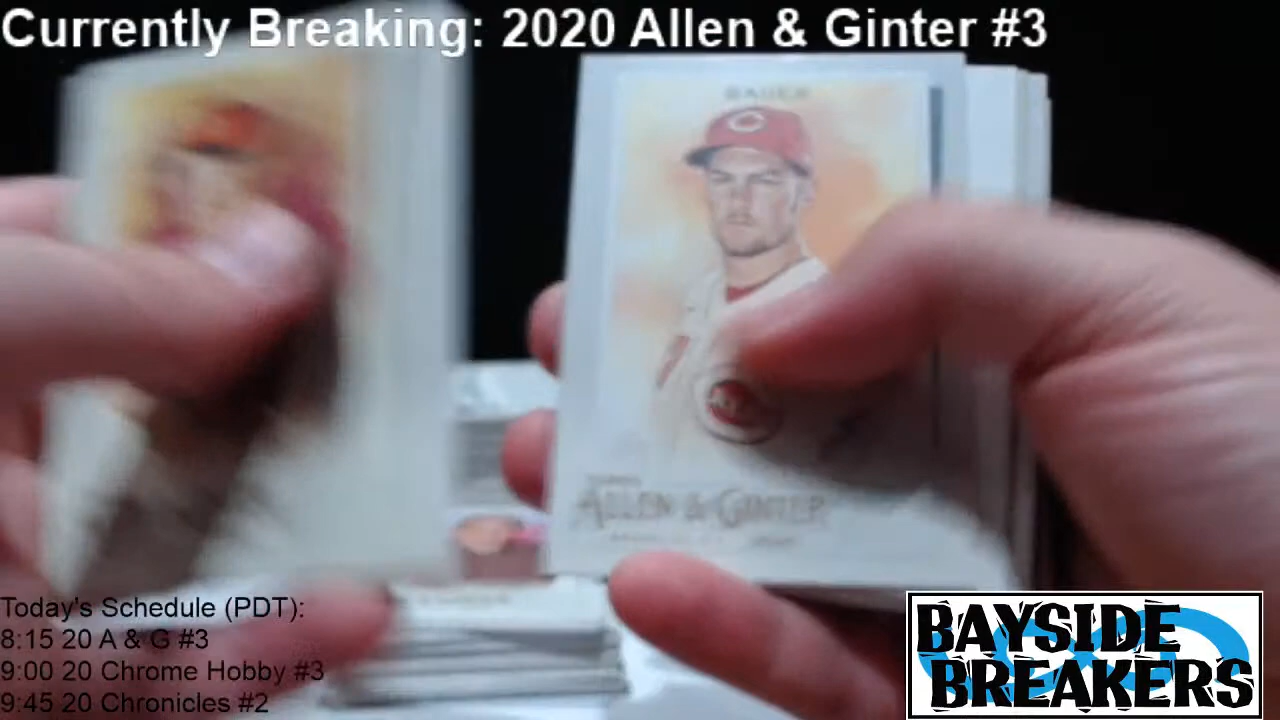 Currently Breaking: 2020 Allen & Ginter #3
BAUER
ALLEN & GINTER
Today's Schedule (PDT):
8:15 20 A & G #3
9:00 20 Chrome Hobby #3
9:45 20 Chronicles #2
BAYSIDE
BREAKERS